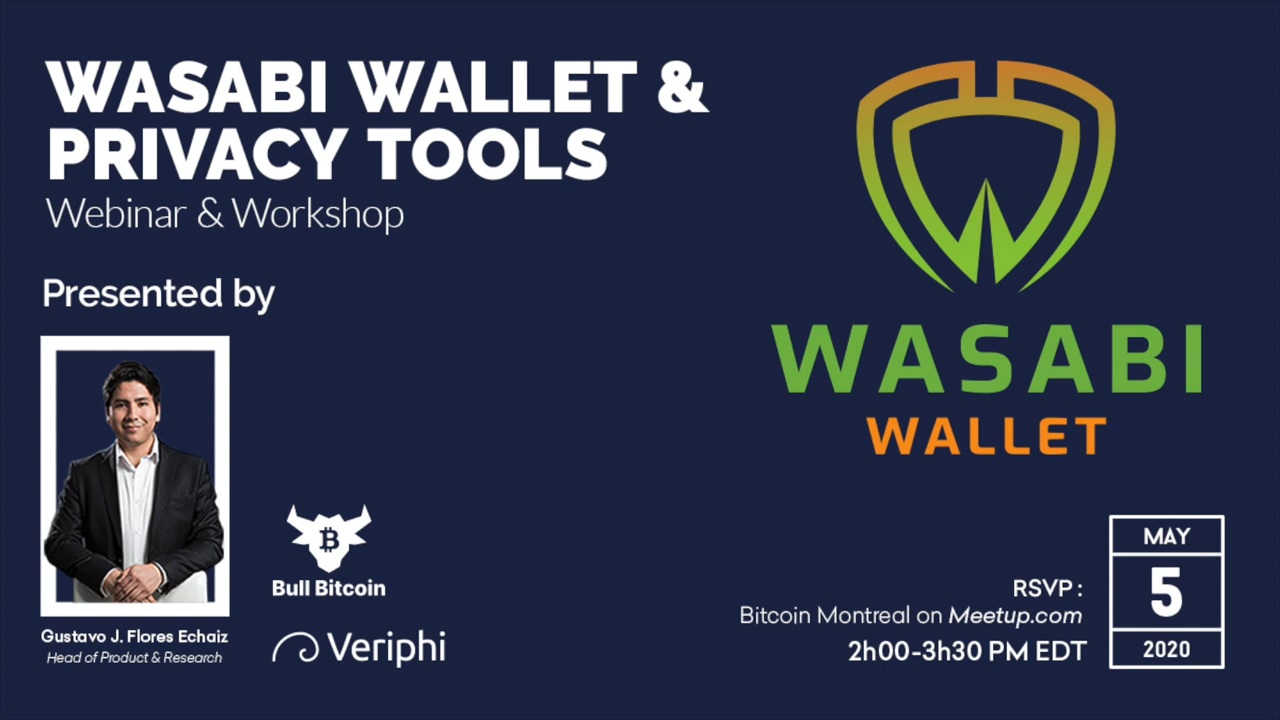 WASABI WALLET &
PRIVACY TOOLS
Webinar & Workshop
Presented by
Gustavo J. Flores Echaiz
Head of Product & Research
Bull Bitcoin
Veriphi
WASABI
WALLET
RSVP :
Bitcoin Montreal on Meetup.com
2h00-3h30 PM EDT
MAY
5
2020